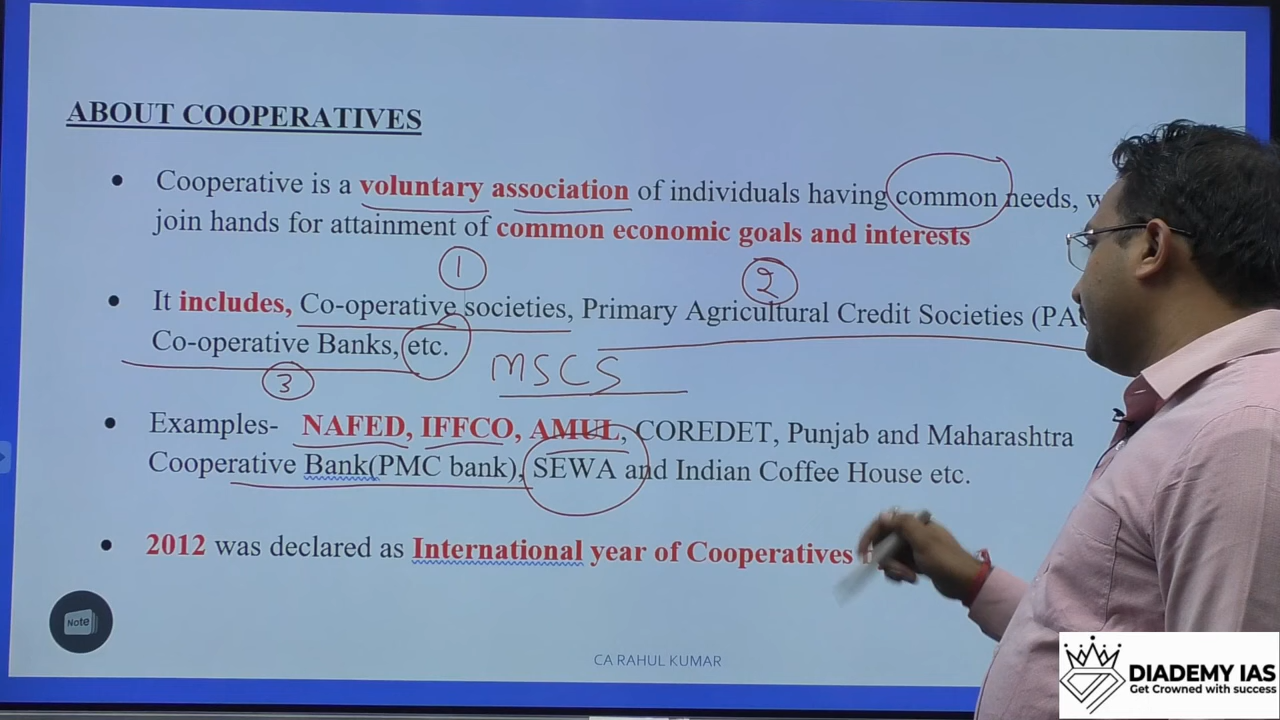 ABOUT COOPERATIVES
• Cooperative is a voluntary association of individuals having common needs,
join hands for attainment of common economic goals and interests
1
2
• It includes, Co-operative societies, Primary Agricultural Credit Societies
Co-operative Banks, etc.
MSCS
3
• Examples- NAFED, IFFCO, AMUL, COREDET, Punjab and Maharashtra
Cooperative Bank(PMC bank), SEWA and Indian Coffee House etc.
• 2012 was declared as International year of Cooperatives
Note
CA RAHUL KUMAR
DIADEMY IAS
Get Crowned with success